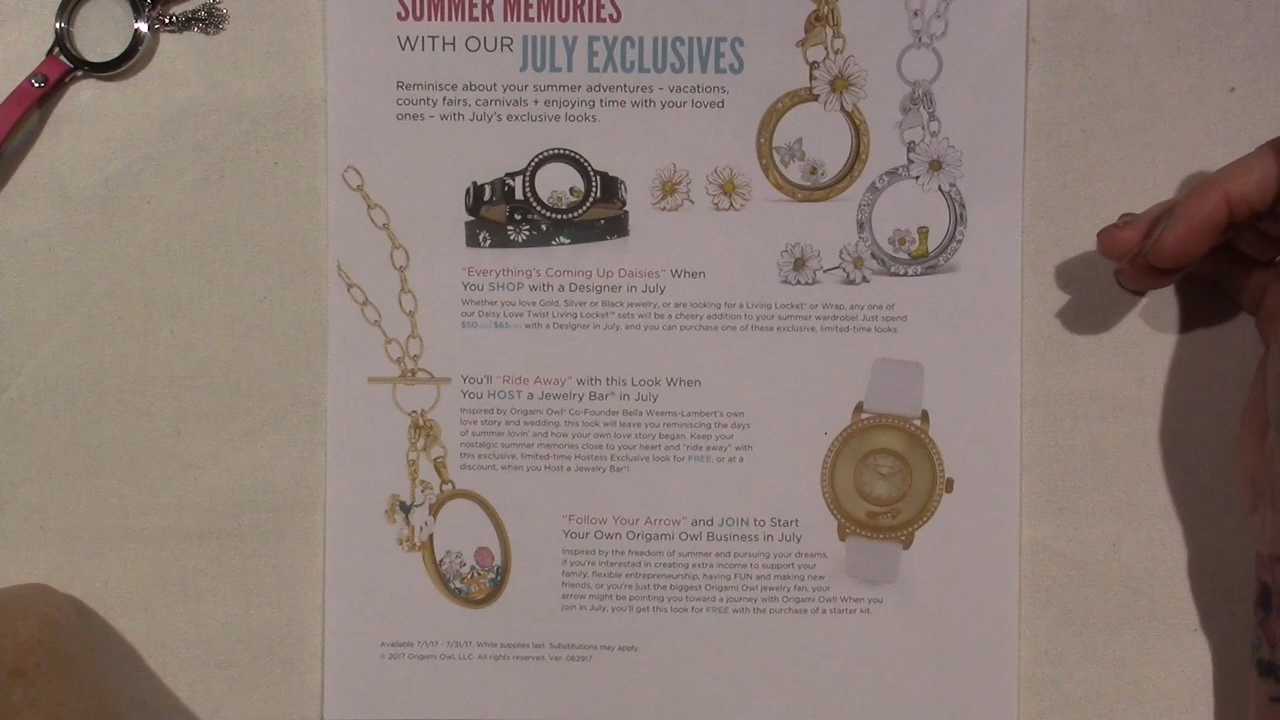 SUMMER MEMORIES
WITH OUR JULY EXCLUSIVES
Reminisce about your summer adventures – vacations,
county fairs, carnivals + enjoying time with your loved
ones – with July's exclusive looks.
"Everything's Coming Up Daisies" When
You SHOP with a Designer in July
Whether you love Gold, Silver or Black jewelry, or are looking for a Living Locket® or Wrap, any one of
our Daisy Love Twist Living Locket™ sets will be a cheery addition to your summer wardrobe! Just spend
$50 /$65 with a Designer in July, and you can purchase one of these exclusive, limited-time looks.
You'll "Ride Away" with this Look When
You HOST a Jewelry Bar® in July
Inspired by Origami Owl® Co-Founder Bella Weems-Lambert's own
love story and wedding, this look will leave you reminiscing the days
of summer lovin' and how your own love story began. Keep your
nostalgic summer memories close to your heart and "ride away" with
this exclusive, limited-time Hostess Exclusive look for FREE, or at a
discount, when you Host a Jewelry Bar®!
"Follow Your Arrow" and JOIN to Start
Your Own Origami Owl Business in July
Inspired by the freedom of summer and pursuing your dreams,
if you're interested in creating extra income to support your
family, flexible entrepreneurship, having FUN and making new
friends, or you're just the biggest Origami Owl jewelry fan, your
arrow might be pointing you toward a journey with Origami Owl! When you
join in July, you'll get this look for FREE with the purchase of a starter kit.
Available 7/1/17 - 7/31/17. While supplies last. Substitutions may apply.
© 2017 Origami Owl, LLC. All rights reserved. Ver. 062917